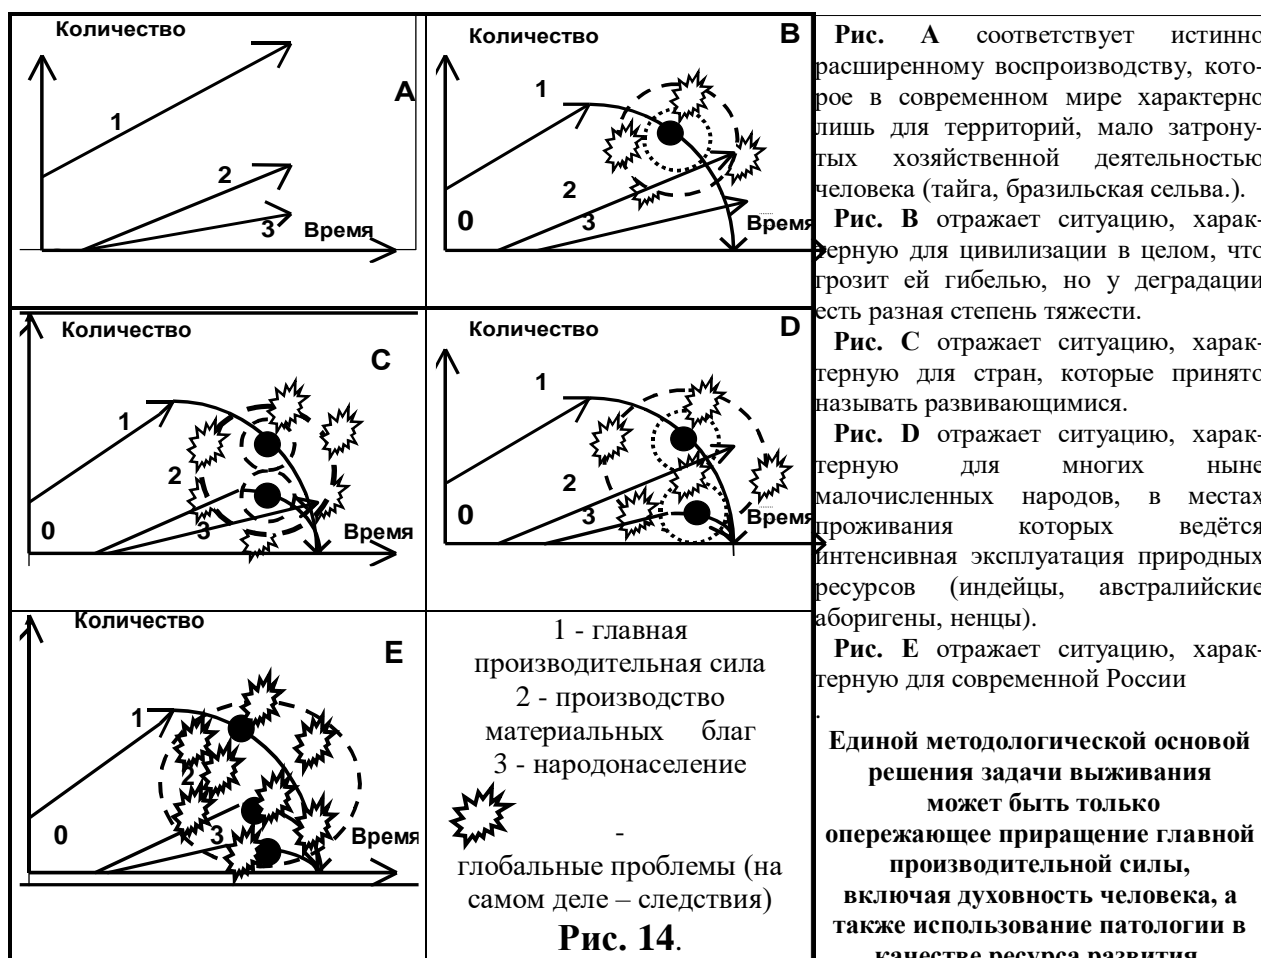 Количество
1
A
2
3
Время
Количество
B
1
2
0
3
Время
Количество
C
1
2
0
3
Время
Количество
D
1
2
0
3
Время
Количество
E
1
2
0
3
Время
1 - главная
производительная сила
2 - производство
материальных благ
3 - народонаселение
-
глобальные проблемы (на
самом деле – следствия)
Рис. 14.
Рис. A соответствует истинно
расширенному воспроизводству, кото-
рое в современном мире характерно
лишь для территорий, мало затрону-
тых хозяйственной деятельностью
человека (тайга, бразильская сельва.).
Рис. B отражает ситуацию, харак-
терную для цивилизации в целом, что
грозит ей гибелью, но у деградации
есть разная степень тяжести.
Рис. C отражает ситуацию, харак-
терную для стран, которые принято
называть развивающимися.
Рис. D отражает ситуацию, харак-
терную для многих ныне
малочисленных народов, в местах
проживания которых ведётся
интенсивная эксплуатация природных
ресурсов (индейцы, австралийские
аборигены, ненцы).
Рис. E отражает ситуацию, харак-
терную для современной России
.
Единой методологической основой
решения задачи выживания
может быть только
опережающее приращение главной
производительной силы,
включая духовность человека, а
также использование патологии в
качестве ресурса развития